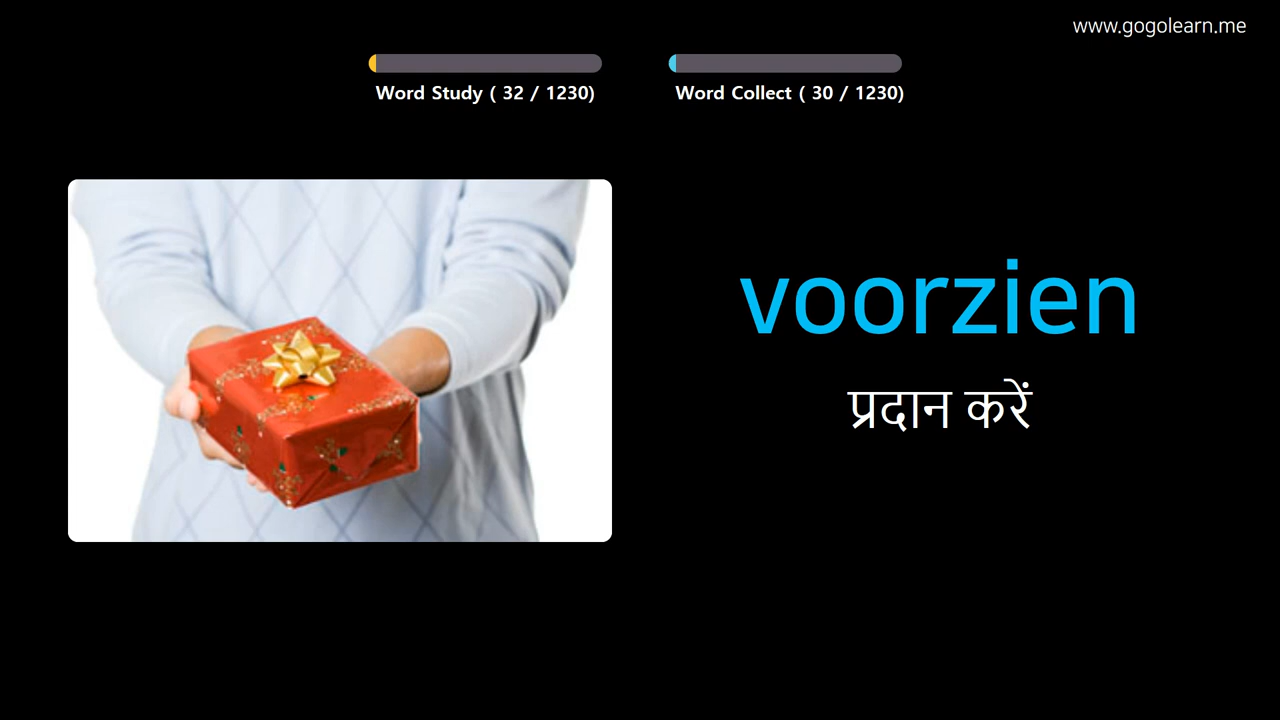 www.gogolearn.me
Word Study ( 32 / 1230)
Word Collect ( 30 / 1230)
voorzien
प्रदान करें